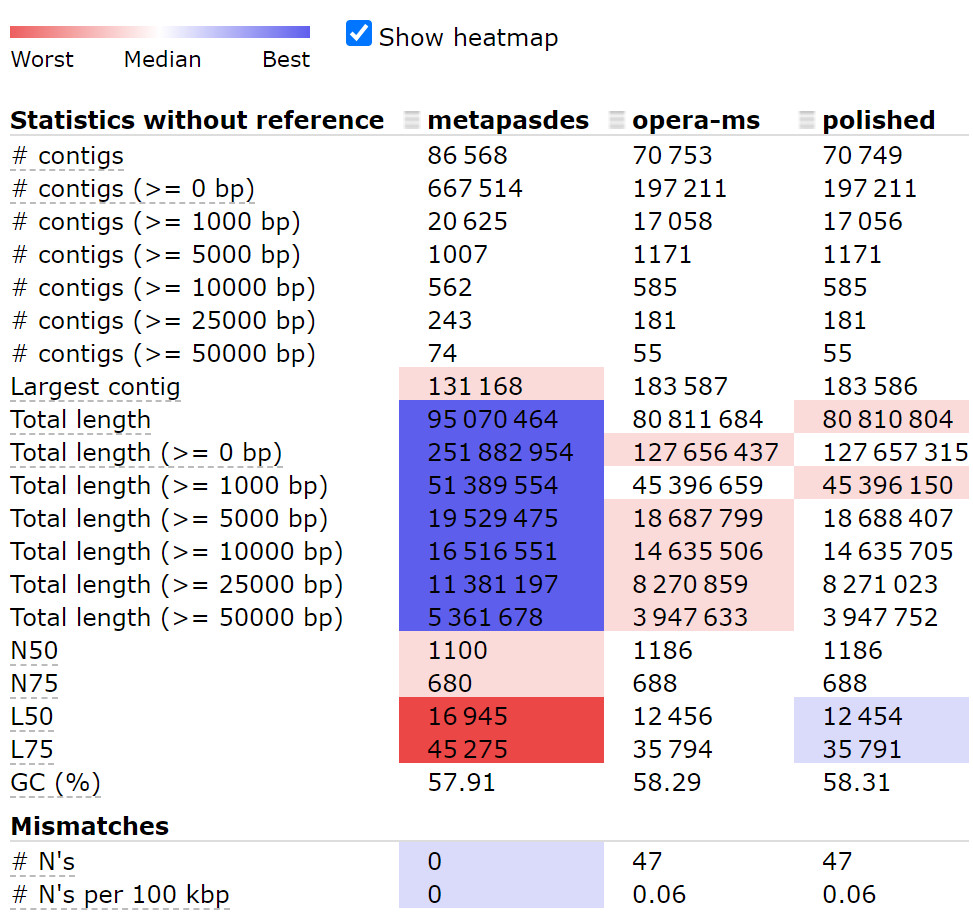 Show heatmap
Worst Median Best
Statistics without reference metapasdes opera-ms polished
# contigs 86 568 70 753 70 749
# contigs (>= 0 bp) 667 514 197 211 197 211
# contigs (>= 1000 bp) 20 625 17 058 17 056
# contigs (>= 5000 bp) 1007 1171 1171
# contigs (>= 10000 bp) 562 585 585
# contigs (>= 25000 bp) 243 181 181
# contigs (>= 50000 bp) 74 55 55
Largest contig 131 168 183 587 183 586
Total length 95 070 464 80 811 684 80 810 804
Total length (>= 0 bp) 251 882 954 127 656 437 127 657 315
Total length (>= 1000 bp) 51 389 554 45 396 659 45 396 150
Total length (>= 5000 bp) 19 529 475 18 687 799 18 688 407
Total length (>= 10000 bp) 16 516 551 14 635 506 14 635 705
Total length (>= 25000 bp) 11 381 197 8 270 859 8 271 023
Total length (>= 50000 bp) 5 361 678 3 947 633 3 947 752
N50 1100 1186 1186
N75 680 688 688
L50 16 945 12 456 12 454
L75 45 275 35 794 35 791
GC (%) 57.91 58.29 58.31
Mismatches
# N's 0 47 47
# N's per 100 kbp 0 0.06 0.06